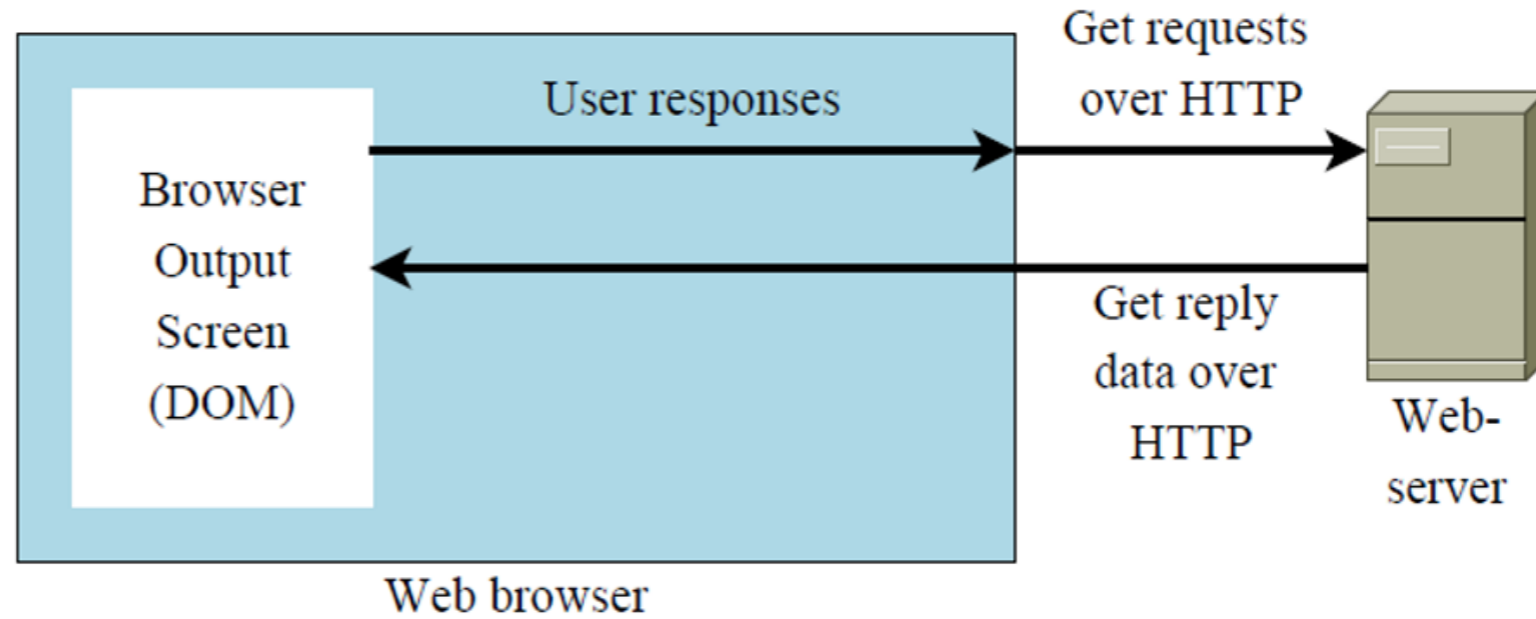 Get requests
over HTTP
User responses
Browser
Output
Screen
(DOM)
Get reply
data over
HTTP
Web-
server
Web browser